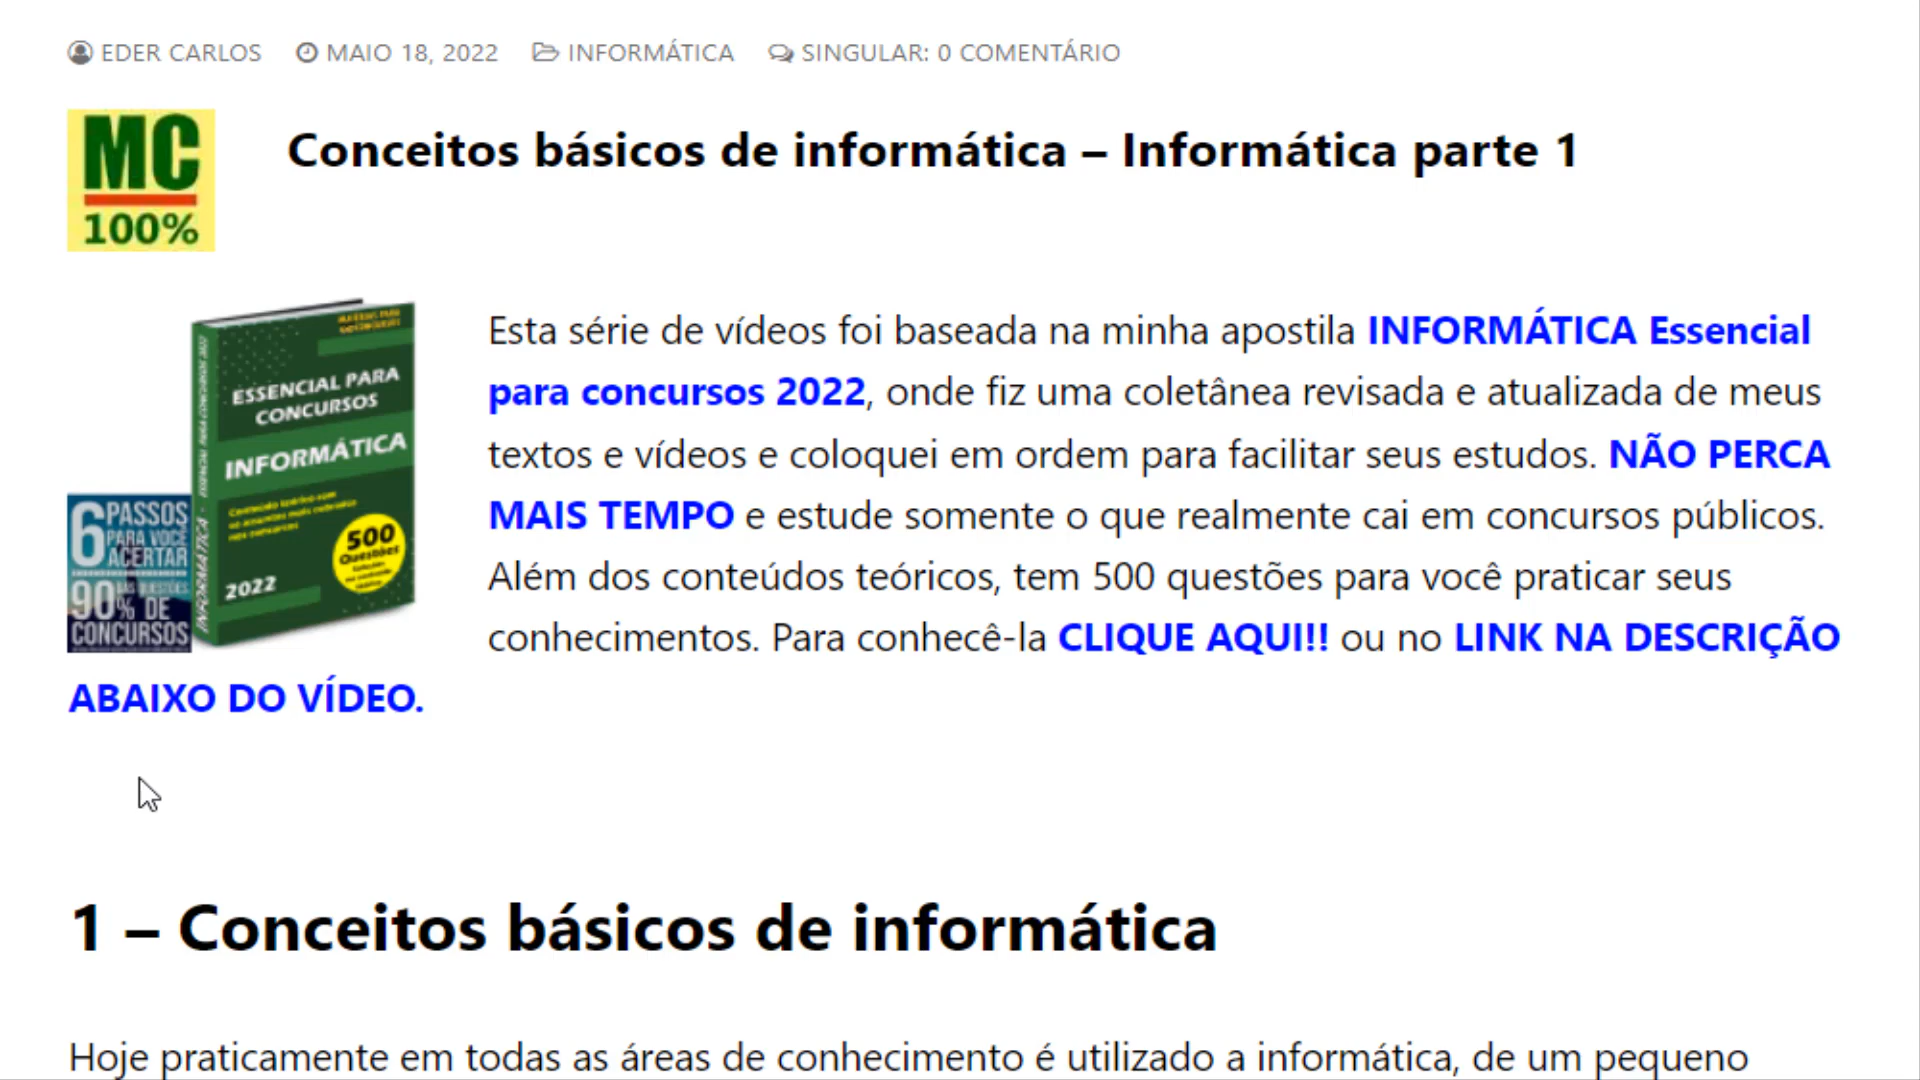 EDER CARLOS MAIO 18, 2022 INFORMÁTICA SINGULAR: 0 COMENTÁRIO
MC
100%
Conceitos básicos de informática – Informática parte 1
ESSENCIAL PARA
CONCURSOS
INFORMÁTICA
500
Questões
2022
6 PASSOS
PARA VOCÊ
ACERTAR
90% DAS QUESTÕES
DE
CONCURSOS
Esta série de vídeos foi baseada na minha apostila INFORMÁTICA Essencial
para concursos 2022, onde fiz uma coletânea revisada e atualizada de meus
textos e vídeos e coloquei em ordem para facilitar seus estudos. NÃO PERCA
MAIS TEMPO e estude somente o que realmente cai em concursos públicos.
Além dos conteúdos teóricos, tem 500 questões para você praticar seus
conhecimentos. Para conhecê-la CLIQUE AQUI!! ou no LINK NA DESCRIÇÃO
ABAIXO DO VÍDEO.
1 – Conceitos básicos de informática
Hoje praticamente em todas as áreas de conhecimento é utilizado a informática, de um pequeno